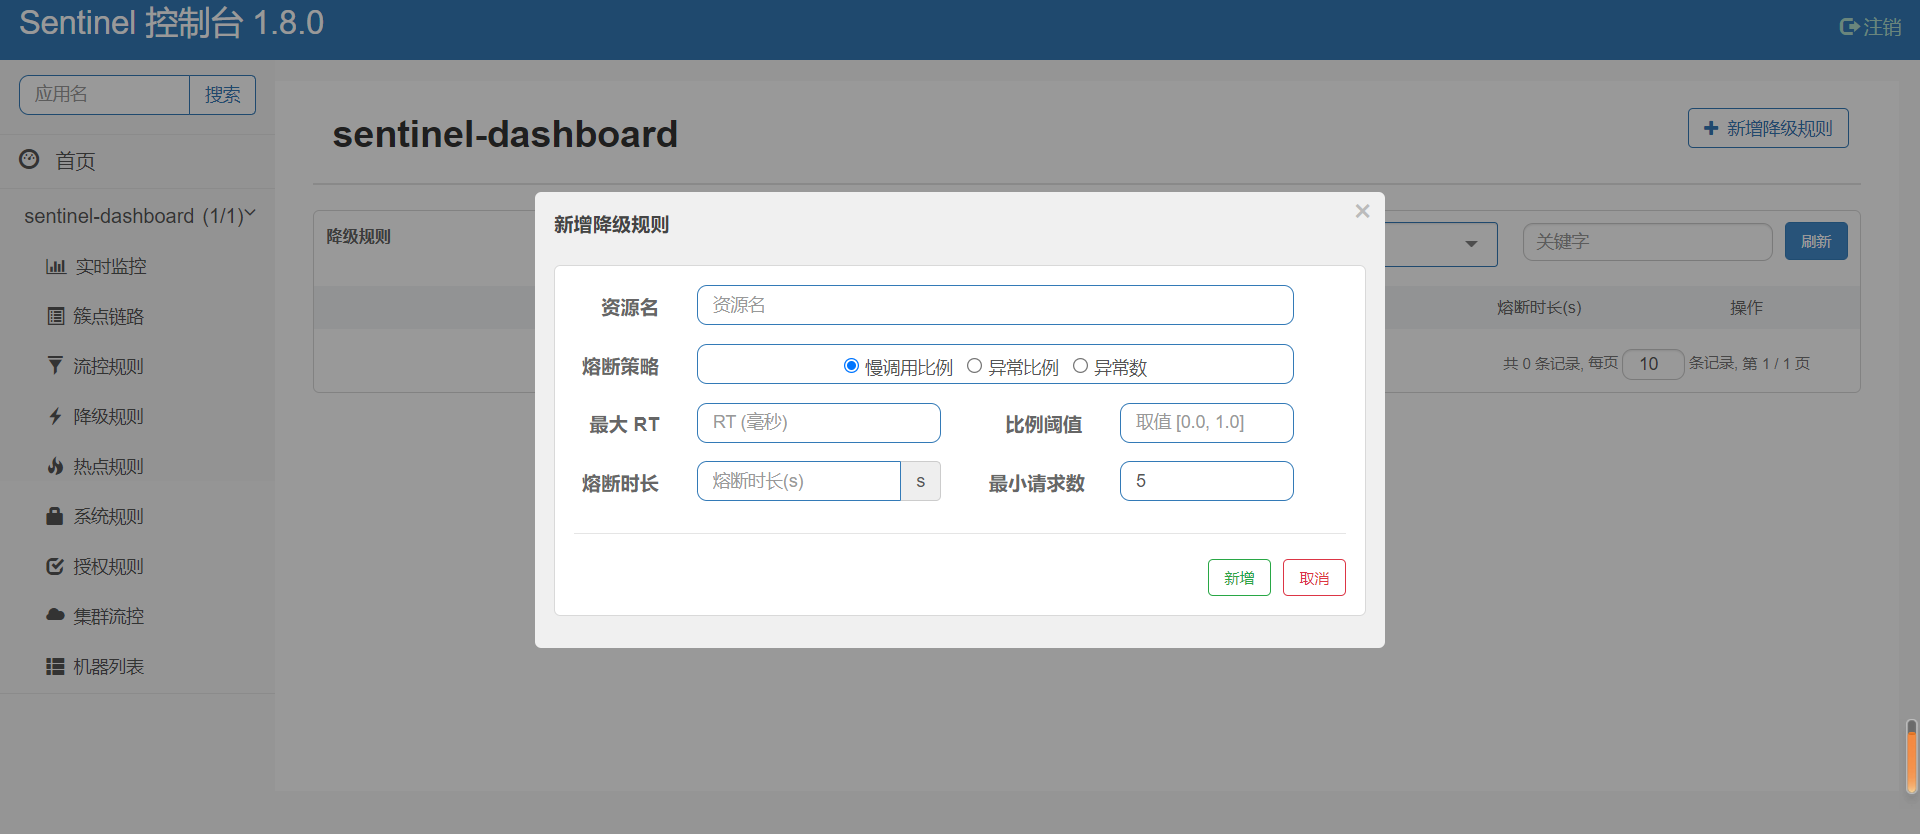 Sentinel 控制台 1.8.0
注销
应用名
搜索
首页
sentinel-dashboard (1/1)
实时监控
簇点链路
流控规则
降级规则
热点规则
系统规则
授权规则
集群流控
机器列表
sentinel-dashboard
新增降级规则
降级规则
关键字
刷新
熔断时长(s)
操作
共 0 条记录, 每页 10 条记录, 第 1 / 1 页
新增降级规则
×
资源名
资源名
熔断策略
慢调用比例 异常比例 异常数
最大 RT
RT (毫秒)
比例阈值
取值 [0.0, 1.0]
熔断时长
熔断时长(s)
s
最小请求数
5
新增
取消